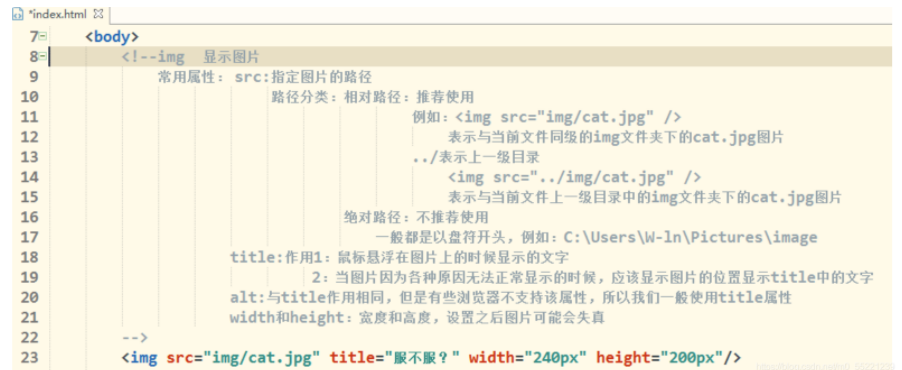 *index.html
7 <body>
8 <!--img 显示图片
9 常用属性：src:指定图片的路径
10 路径分类：相对路径：推荐使用
11 例如：<img src="img/cat.jpg" />
12 表示与当前文件同级的img文件夹下的cat.jpg图片
13 ../表示上一级目录
14 <img src="../img/cat.jpg" />
15 表示与当前文件上一级目录中的img文件夹下的cat.jpg图片
16 绝对路径：不推荐使用
17 一般都是以盘符开头，例如：C:\Users\W-ln\Pictures\image
18 title:作用1：鼠标悬浮在图片上的时候显示的文字
19 2：当图片因为各种原因无法正常显示的时候，应该显示图片的位置显示title中的文字
20 alt:与title作用相同，但是有些浏览器不支持该属性，所以我们一般使用title属性
21 width和height：宽度和高度，设置之后图片可能会失真
22 -->
23 <img src="img/cat.jpg" title="服不服？" width="240px" height="200px"/>